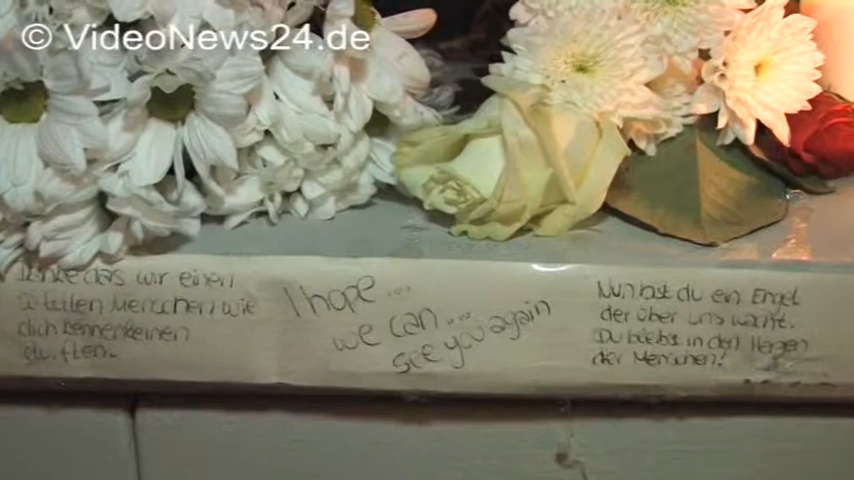 © VideoNews24.de
Danke das wir einen
so tollen Menschen wie
dich kennenleinen
durften.
I hope...
we can...
see you again
Nun bist du ein Engel
der über uns wacht.
Du bleibst in den Herzen
der Menschen!